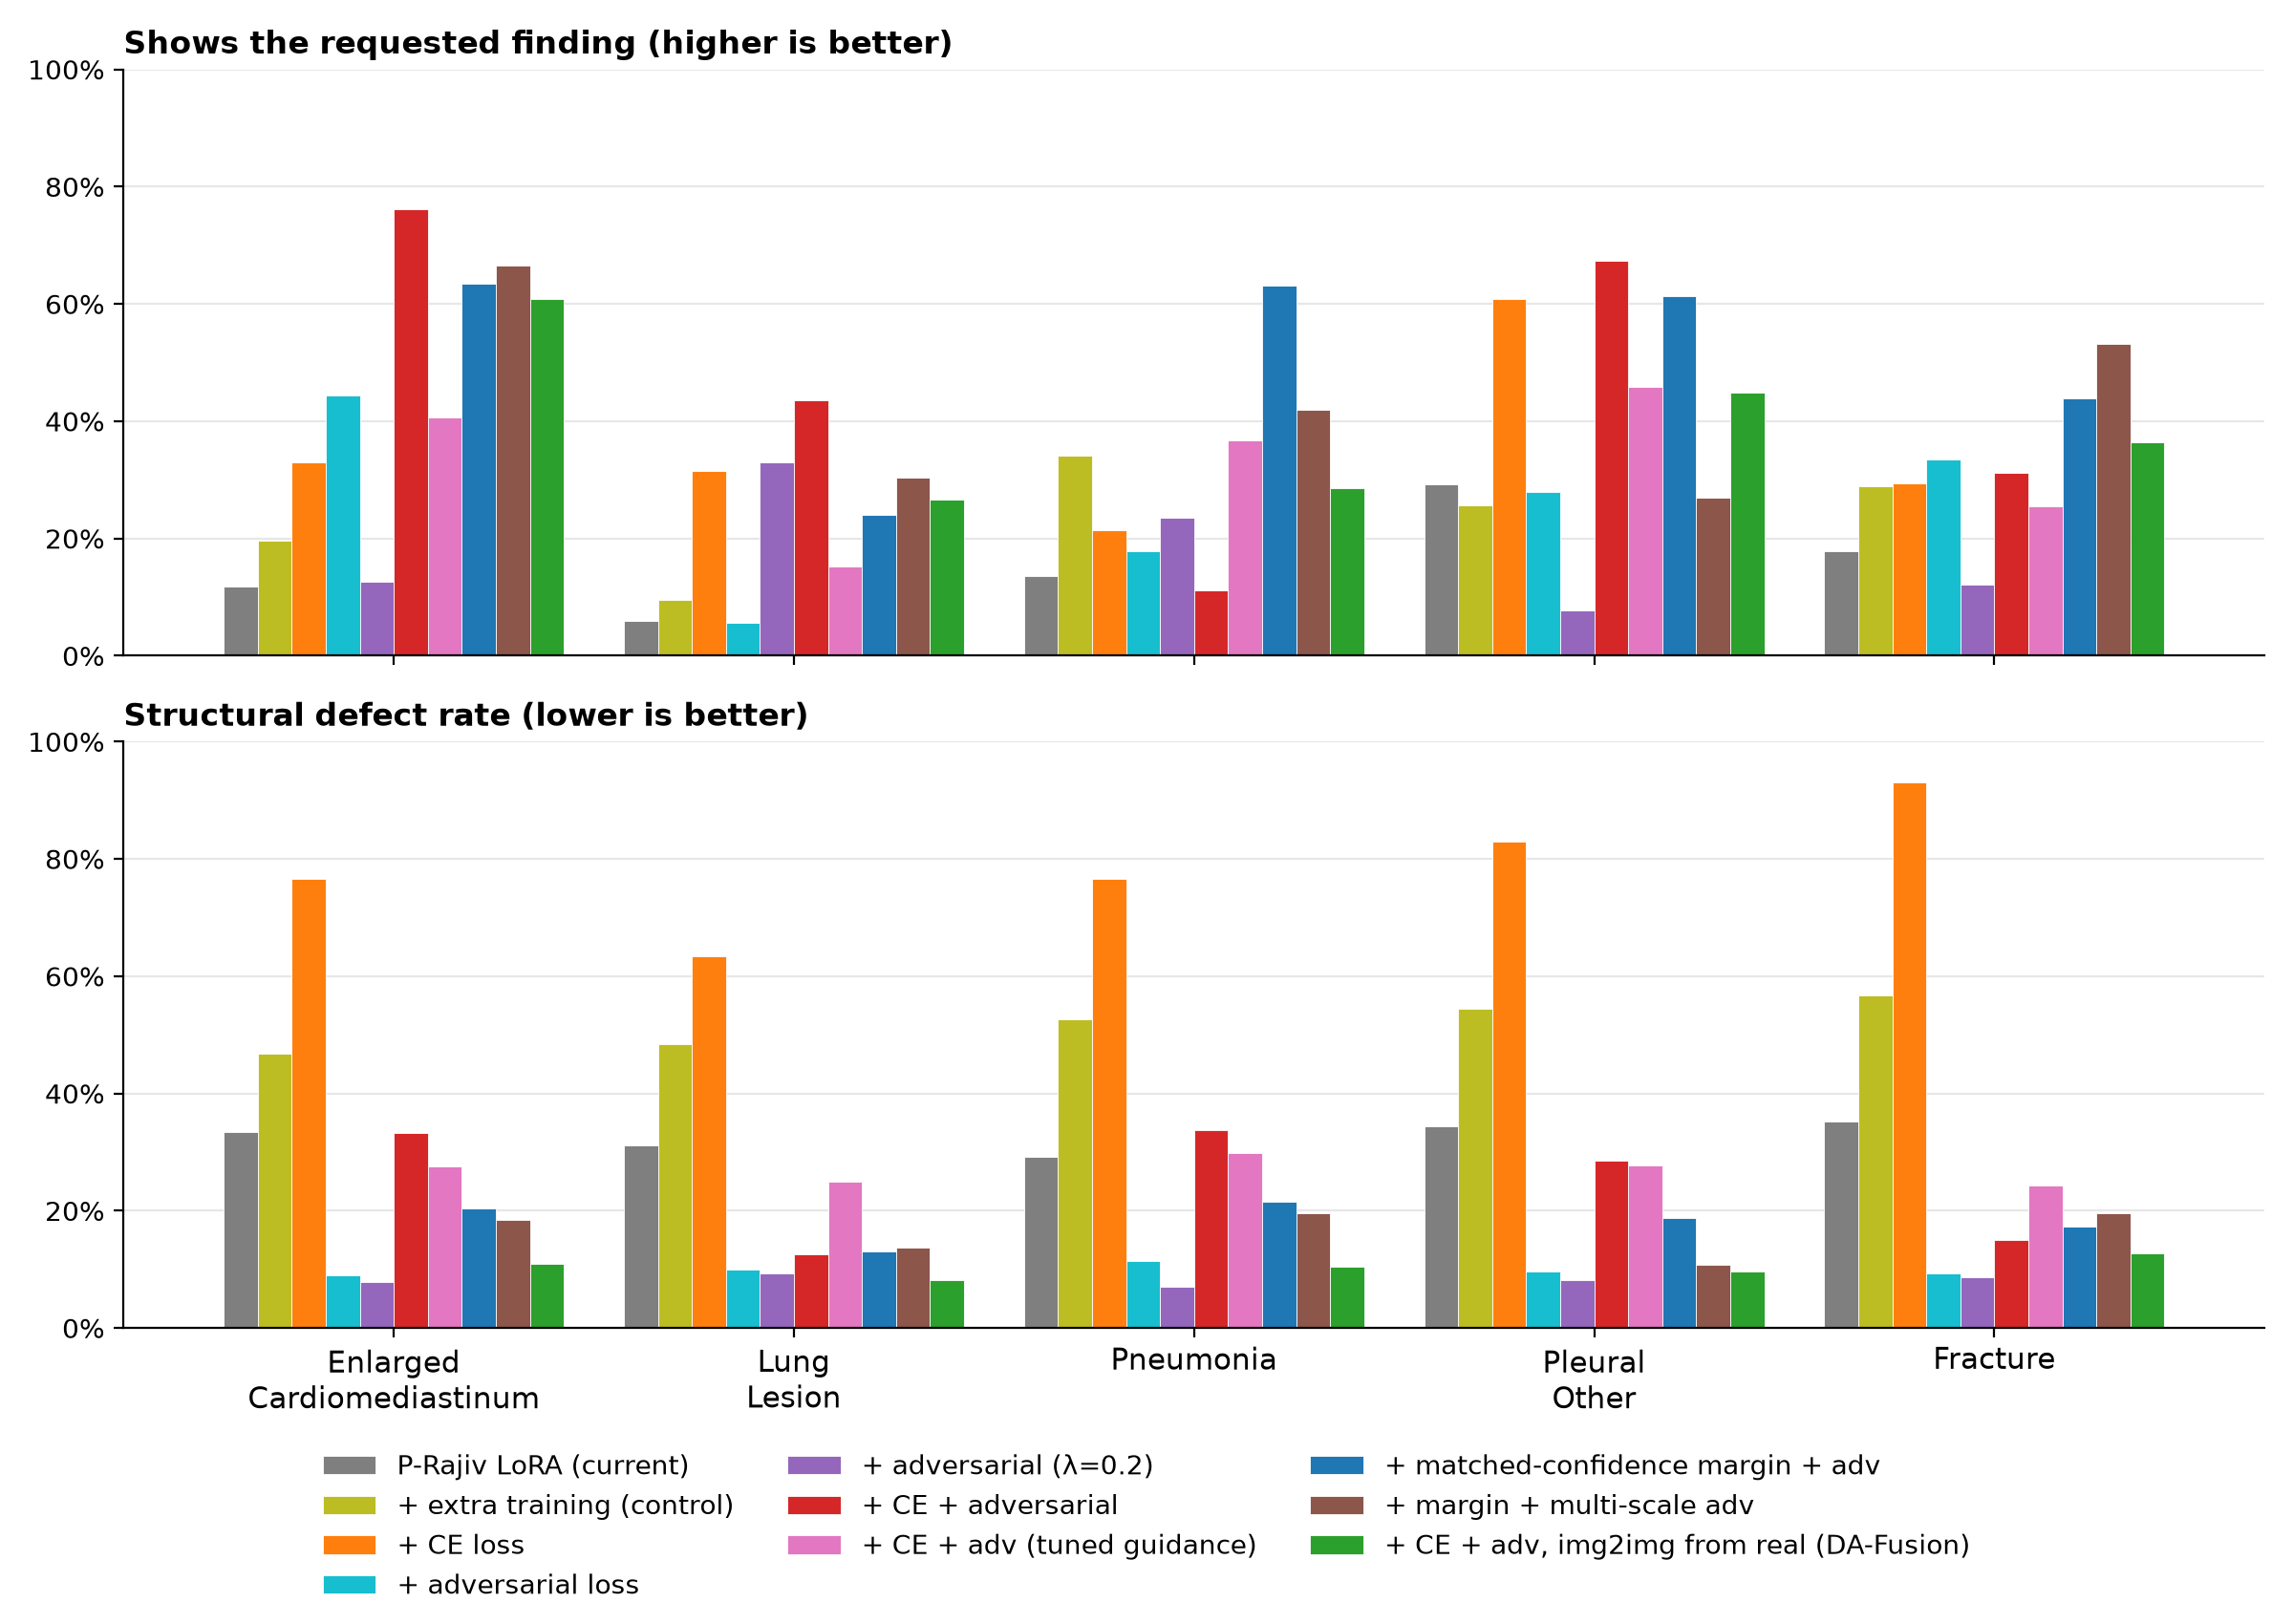 Shows the requested finding (higher is better)
100%
80%
60%
40%
20%
0%
Structural defect rate (lower is better)
100%
80%
60%
40%
20%
0%
Enlarged
Cardiomediastinum
Lung
Lesion
Pneumonia
Pleural
Other
Fracture
P-Rajiv LoRA (current)
+ extra training (control)
+ CE loss
+ adversarial loss
+ adversarial (λ=0.2)
+ CE + adversarial
+ CE + adv (tuned guidance)
+ matched-confidence margin + adv
+ margin + multi-scale adv
+ CE + adv, img2img from real (DA-Fusion)